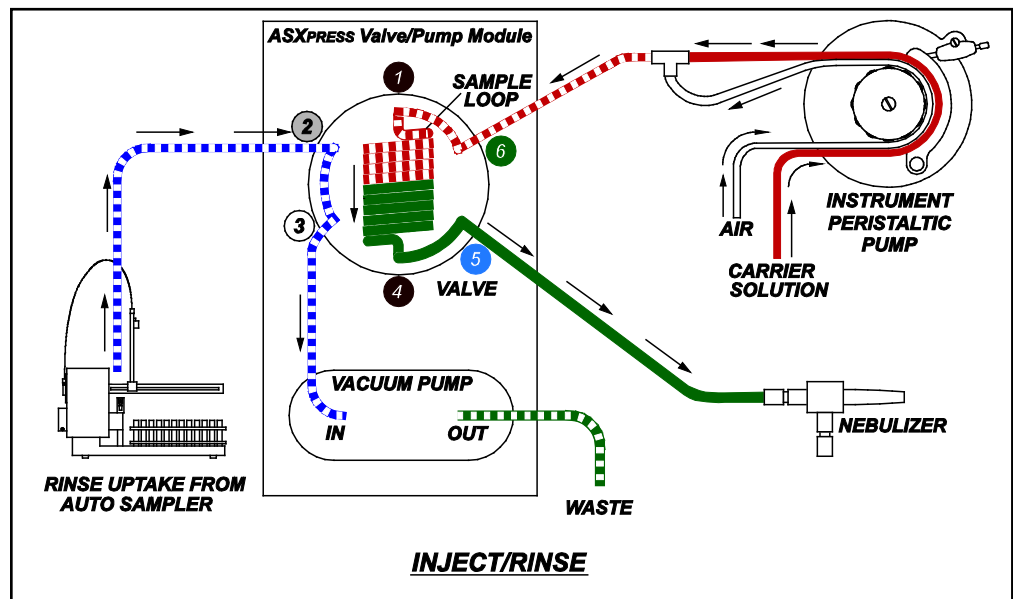 ASXPRESS Valve/Pump Module
1
SAMPLE
LOOP
2
6
3
5
4
VALVE
INSTRUMENT
PERISTALTIC
PUMP
AIR
CARRIER
SOLUTION
VACUUM PUMP
IN
OUT
NEBULIZER
RINSE UPTAKE FROM
AUTO SAMPLER
WASTE
INJECT/RINSE